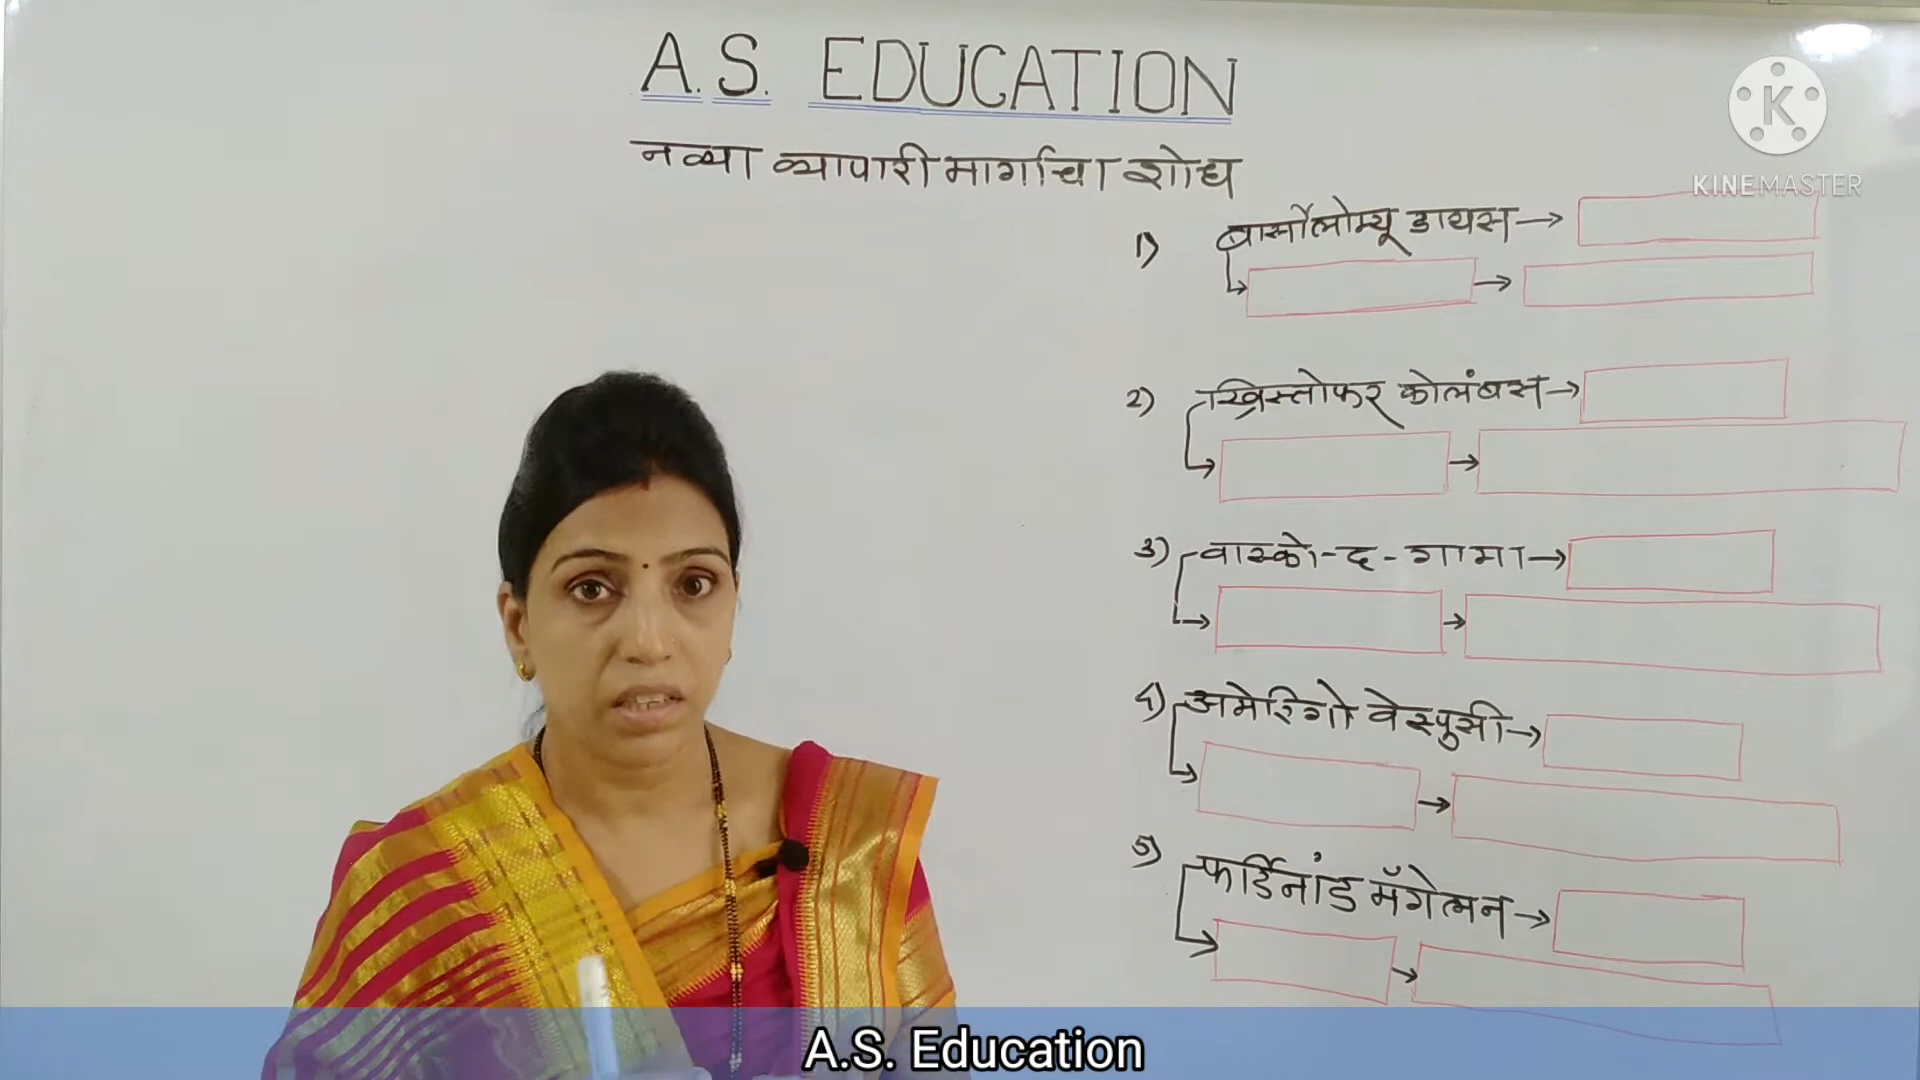 A.S. EDUCATION
नव्या व्यापारी मार्गाचा शोध
K
KINEMASTER
1) बार्सोलोम्यू डायस→
2) ख्रिस्तोफर कोलंबस→
3) वास्को-द-गामा→
4) अमेरिगो वेस्पुसी→
5) फर्डिनांड मॅगेलन→
A.S. Education